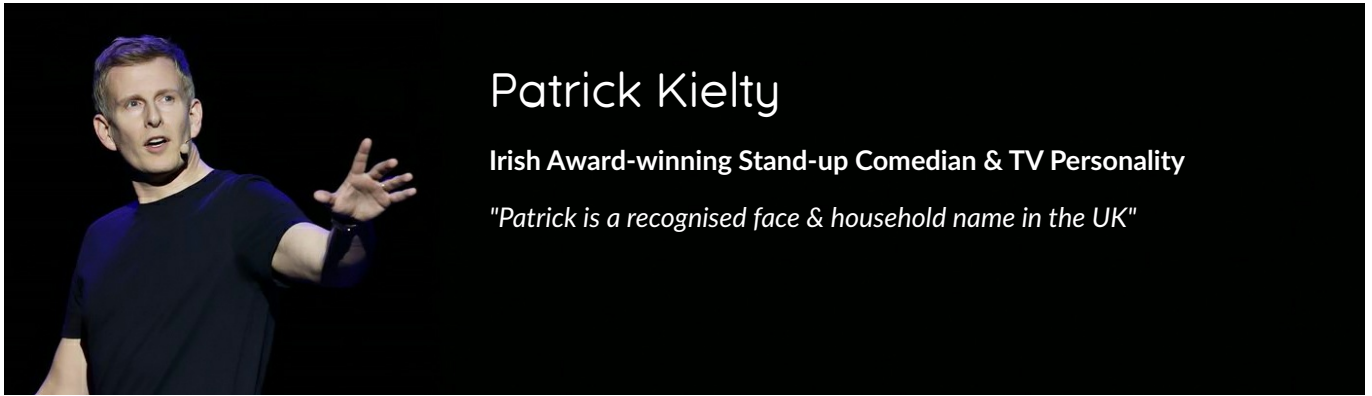 Patrick Kielty
Irish Award-winning Stand-up Comedian & TV Personality
"Patrick is a recognised face & household name in the UK"